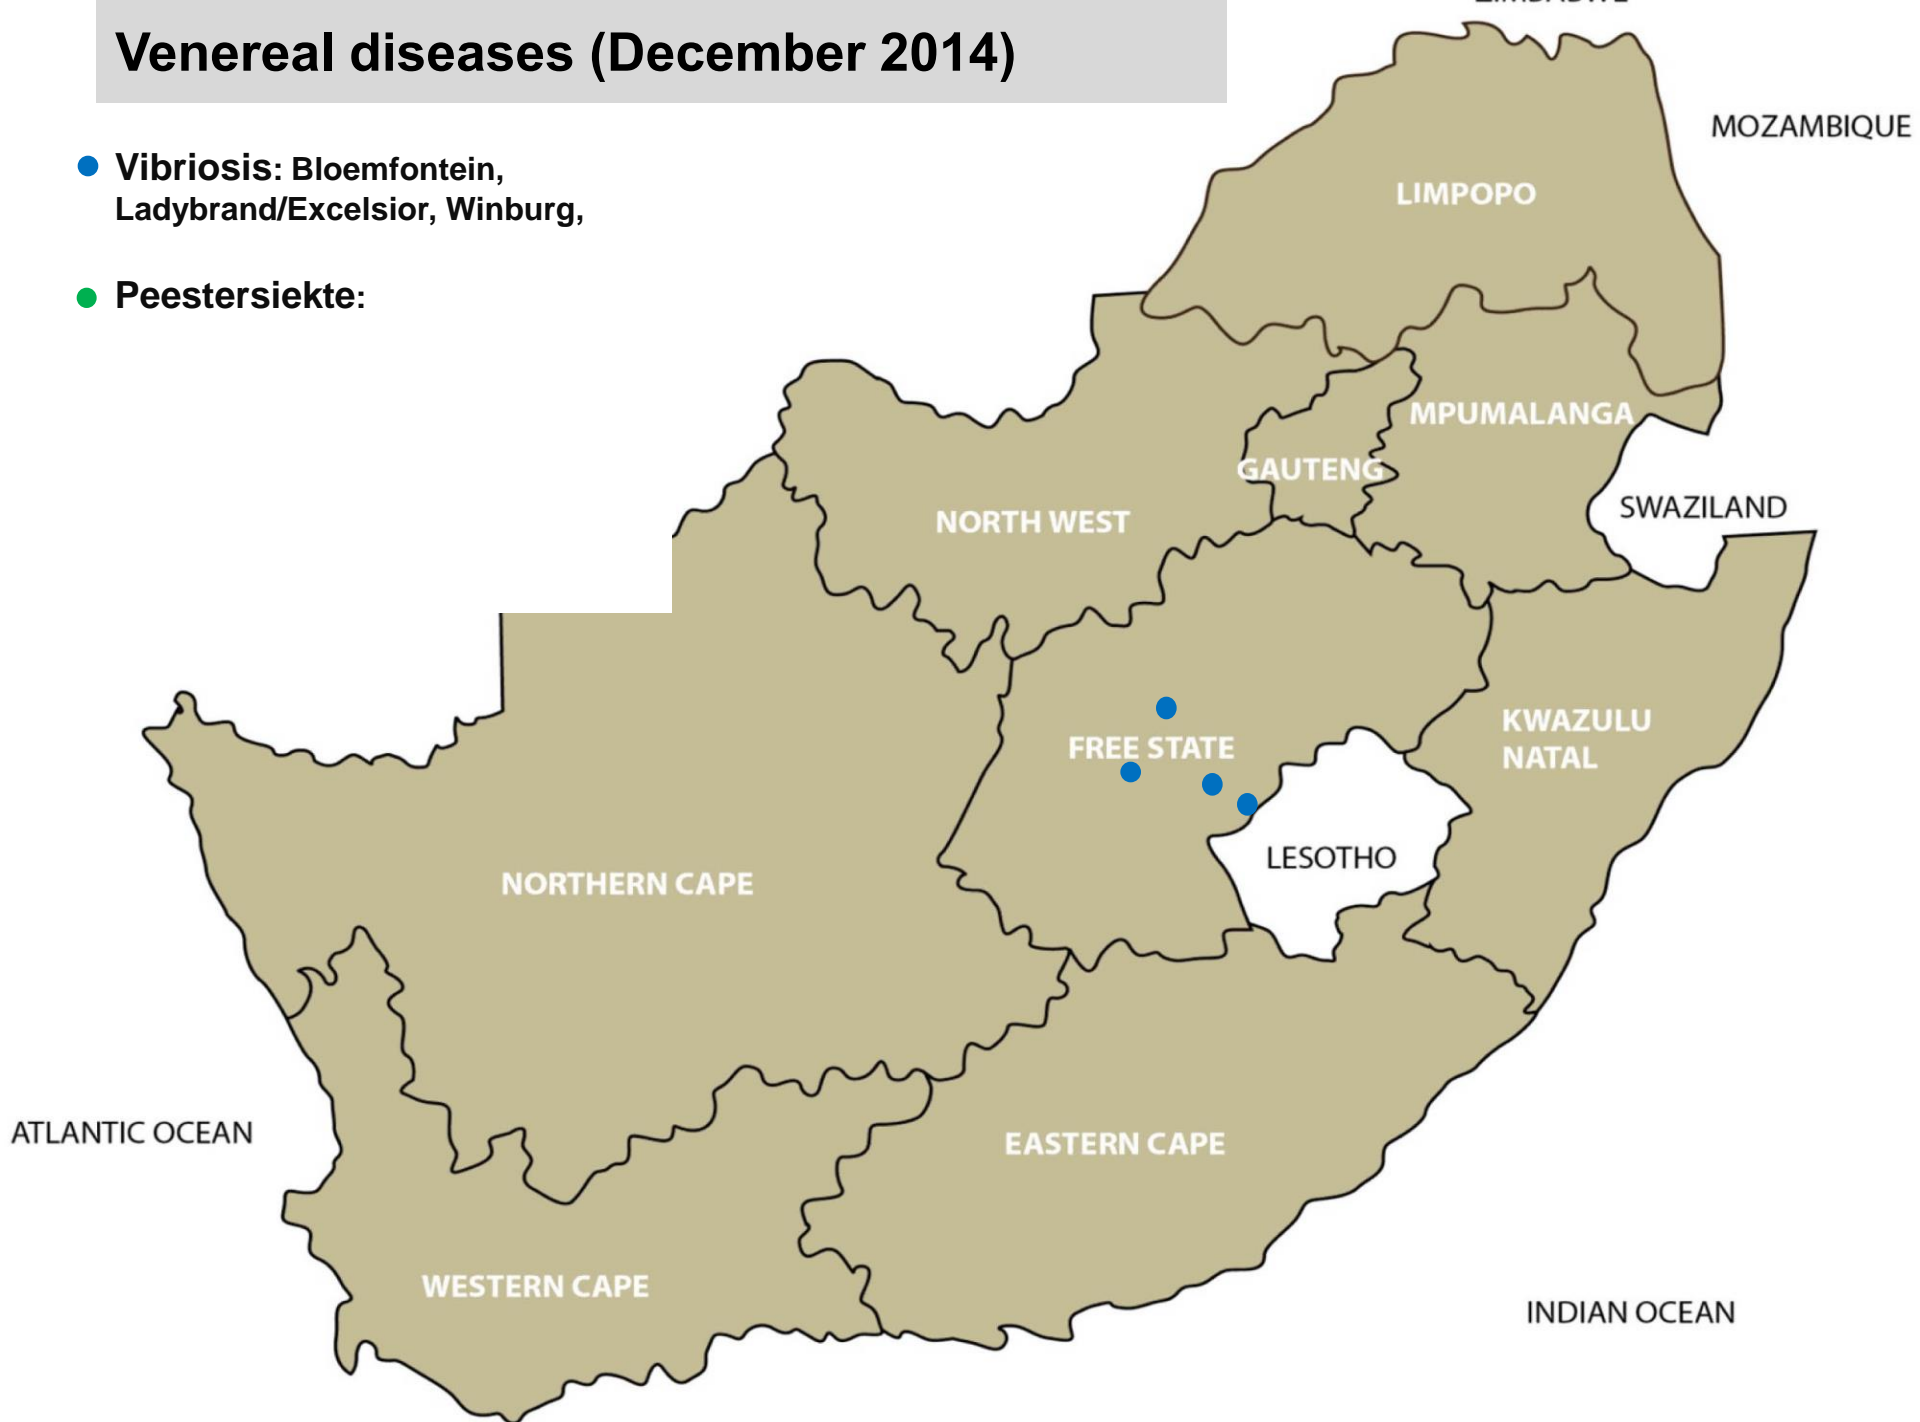 Venereal diseases (December 2014)
Vibriosis: Bloemfontein,
Ladybrand/Excelsior, Winburg,
Peestersiekte:
MOZAMBIQUE
LIMPOPO
MPUMALANGA
GAUTENG
SWAZILAND
NORTH WEST
KWAZULU
NATAL
FREE STATE
LESOTHO
NORTHERN CAPE
ATLANTIC OCEAN
EASTERN CAPE
WESTERN CAPE
INDIAN OCEAN